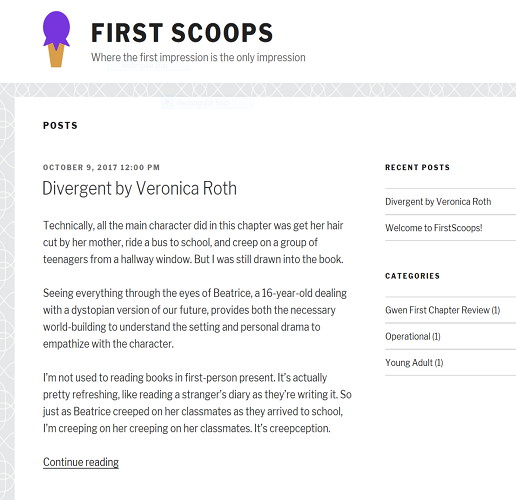 FIRST SCOOPS
Where the first impression is the only impression
POSTS
OCTOBER 9, 2017 12:00 PM
Divergent by Veronica Roth
Technically, all the main character did in this chapter was get her hair
cut by her mother, ride a bus to school, and creep on a group of
teenagers from a hallway window. But I was still drawn into the book.
Seeing everything through the eyes of Beatrice, a 16-year-old dealing
with a dystopian version of our future, provides both the necessary
world-building to understand the setting and personal drama to
empathize with the character.
I'm not used to reading books in first-person present. It's actually
pretty refreshing, like reading a stranger's diary as they're writing it. So
just as Beatrice creeped on her classmates as they arrived to school,
I'm creeping on her creeping on her classmates. It's creepception.
Continue reading
RECENT POSTS
Divergent by Veronica Roth
Welcome to FirstScoops!
CATEGORIES
Gwen First Chapter Review (1)
Operational (1)
Young Adult (1)